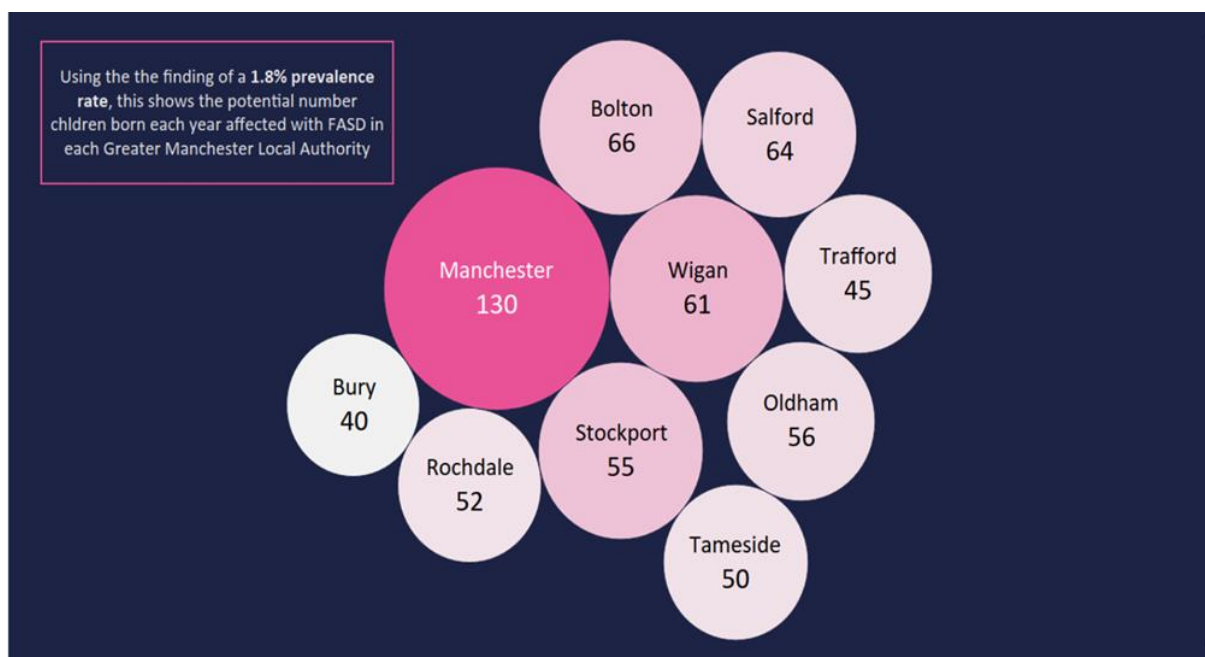 Using the the finding of a 1.8% prevalence
rate, this shows the potential number
chldren born each year affected with FASD in
each Greater Manchester Local Authority
Bolton
66
Salford
64
Manchester
130
Wigan
61
Trafford
45
Bury
40
Rochdale
52
Stockport
55
Oldham
56
Tameside
50